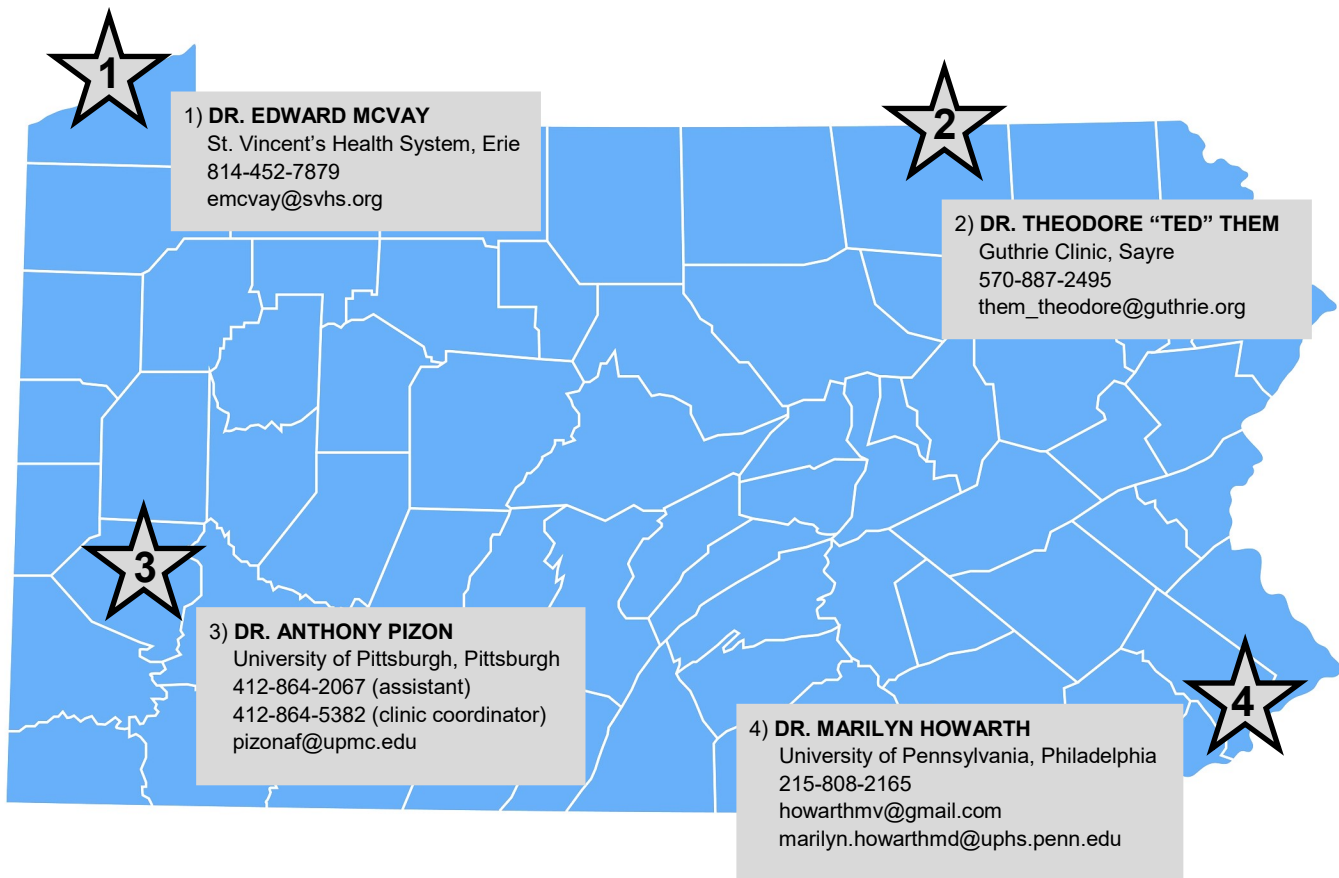 1
1) DR. EDWARD MCVAY
St. Vincent’s Health System, Erie
814-452-7879
emcvay@svhs.org
2
2) DR. THEODORE “TED” THEM
Guthrie Clinic, Sayre
570-887-2495
them_theodore@guthrie.org
3
3) DR. ANTHONY PIZON
University of Pittsburgh, Pittsburgh
412-864-2067 (assistant)
412-864-5382 (clinic coordinator)
pizonaf@upmc.edu
4
4) DR. MARILYN HOWARTH
University of Pennsylvania, Philadelphia
215-808-2165
howarthmv@gmail.com
marilyn.howarthmd@uphs.penn.edu